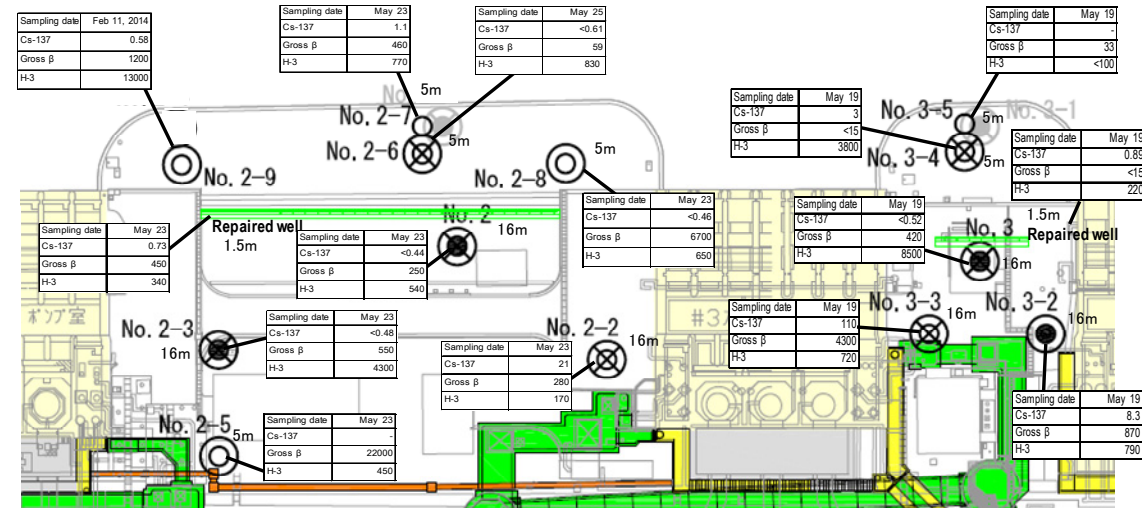 Sampling date Feb 11, 2014
Cs-137 0.58
Gross β 1200
H-3 13000
Sampling date May 23
Cs-137 1.1
Gross β 460
H-3 770
Sampling date May 25
Cs-137 <0.61
Gross β 59
H-3 830
Sampling date May 19
Cs-137 -
Gross β 33
H-3 <100
No. 2-7 5m
No. 2-6 5m
No. 2-9
No. 2-8 5m
Sampling date May 19
Cs-137 3
Gross β <15
H-3 3800
No. 3-5 5m
No. 3-1
No. 3-4 5m
Sampling date May 19
Cs-137 0.89
Gross β <15
H-3 220
Repaired well
1.5m
Sampling date May 23
Cs-137 0.73
Gross β 450
H-3 340
No. 2 16m
Sampling date May 23
Cs-137 <0.44
Gross β 250
H-3 540
Sampling date May 23
Cs-137 <0.46
Gross β 6700
H-3 650
Sampling date May 19
Cs-137 <0.52
Gross β 420
H-3 8500
1.5m
No. 3 Repaired well
16m
ポンプ室
No. 2-3
16m
Sampling date May 23
Cs-137 <0.48
Gross β 550
H-3 4300
Sampling date May 23
Cs-137 21
Gross β 280
H-3 170
No. 2-2
16m
#3
Sampling date May 19
Cs-137 110
Gross β 4300
H-3 720
No. 3-3
16m
No. 3-2
16m
Sampling date May 19
Cs-137 8.3
Gross β 870
H-3 790
No. 2-5 5m
Sampling date May 23
Cs-137 -
Gross β 22000
H-3 450